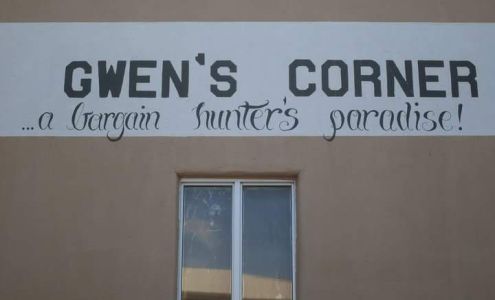 GWEN'S CORNER
...a bargain hunter's paradise!